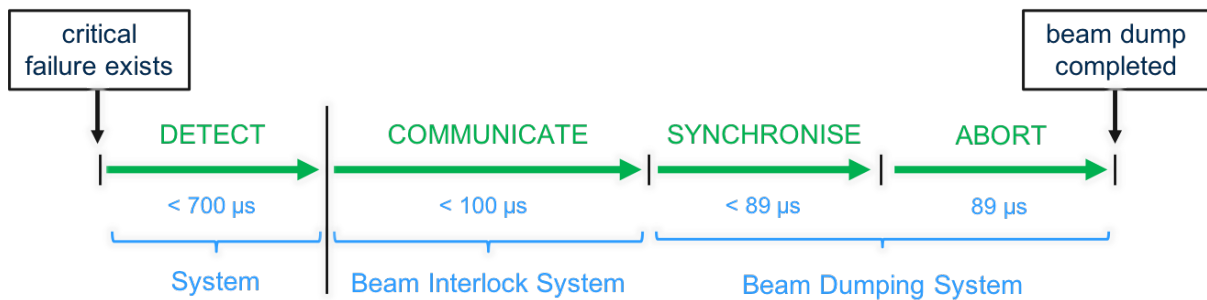 critical
failure exists
beam dump
completed
DETECT
COMMUNICATE
SYNCHRONISE
ABORT
< 700 µs
< 100 µs
< 89 µs
89 µs
System
Beam Interlock System
Beam Dumping System